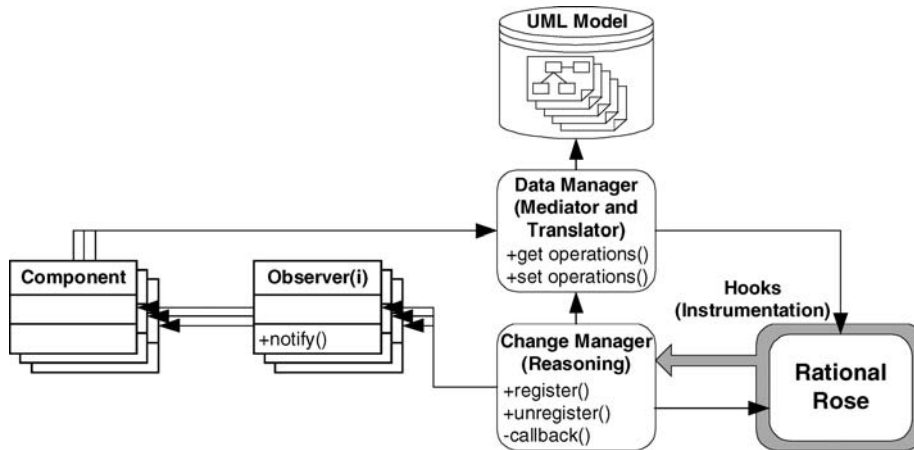 UML Model
Data Manager
(Mediator and
Translator)
+get operations()
+set operations()
Component
Observer(i)
+notify()
Hooks
(Instrumentation)
Change Manager
(Reasoning)
+register()
+unregister()
-callback()
Rational
Rose